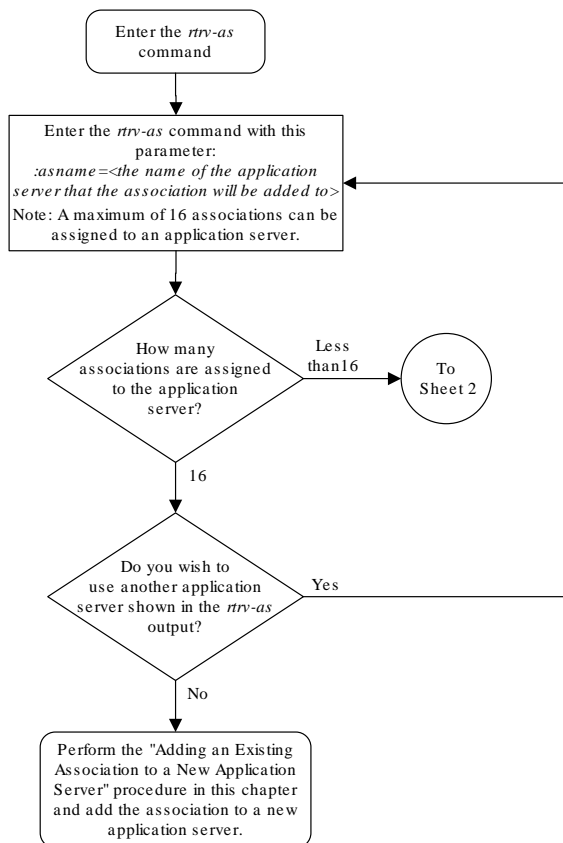 Enter the rtrv-as
command
Enter the rtrv-as command with this
parameter:
:asname=<the name of the application
server that the association will be added to>
Note: A maximum of 16 associations can be
assigned to an application server.
How many
associations are assigned
to the application
server?
Less
than16
To
Sheet 2
16
Do you wish to
use another application
server shown in the rtrv-as
output?
Yes
No
Perform the "Adding an Existing
Association to a New Application
Server" procedure in this chapter
and add the association to a new
application server.